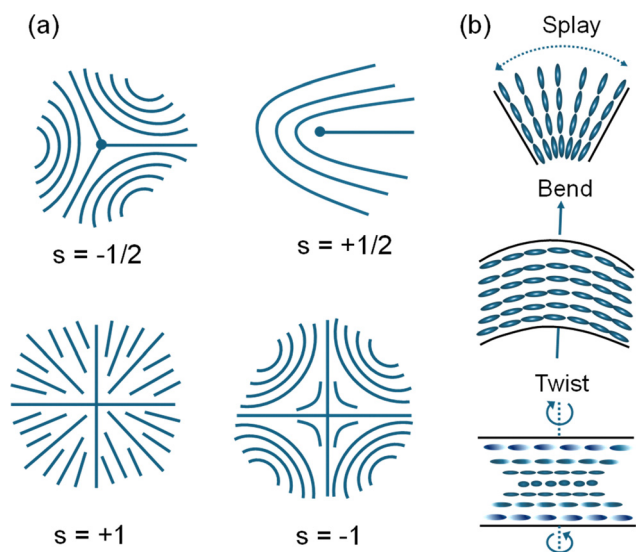 (a)
s = -1/2
s = +1/2
s = +1
s = -1
(b)
Splay
Bend
Twist